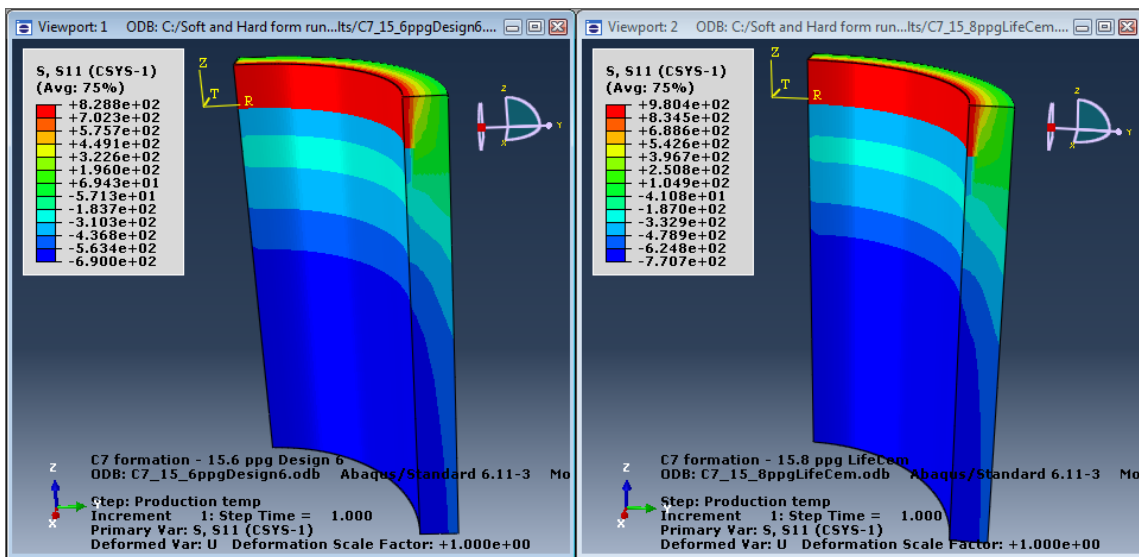 Viewport: 1 ODB: C:/Soft and Hard form run...lts/C7_15_6ppgDesign6....
S, S11 (CSYS-1)
(Avg: 75%)
+8.288e+02
+7.023e+02
+5.757e+02
+4.491e+02
+3.226e+02
+1.960e+02
+6.943e+01
-5.713e+01
-1.837e+02
-3.103e+02
-4.368e+02
-5.634e+02
-6.900e+02
Z
T
R
Z
Y
X
C7 formation - 15.6 ppg Design 6
ODB: C7_15_6ppgDesign6.odb Abaqus/Standard 6.11-3 Mo
Step: Production temp
Increment 1: Step Time = 1.000
Primary Var: S, S11 (CSYS-1)
Deformed Var: U Deformation Scale Factor: +1.000e+00
Z
Y
X
Viewport: 2 ODB: C:/Soft and Hard form run...lts/C7_15_8ppgLifeCem....
S, S11 (CSYS-1)
(Avg: 75%)
+9.804e+02
+8.345e+02
+6.886e+02
+5.426e+02
+3.967e+02
+2.508e+02
+1.049e+02
-4.108e+01
-1.870e+02
-3.329e+02
-4.789e+02
-6.248e+02
-7.707e+02
Z
T
R
Z
Y
X
C7 formation - 15.8 ppg LifeCem
ODB: C7_15_8ppgLifeCem.odb Abaqus/Standard 6.11-3 Mo
Step: Production temp
Increment 1: Step Time = 1.000
Primary Var: S, S11 (CSYS-1)
Deformed Var: U Deformation Scale Factor: +1.000e+00
Z
Y
X